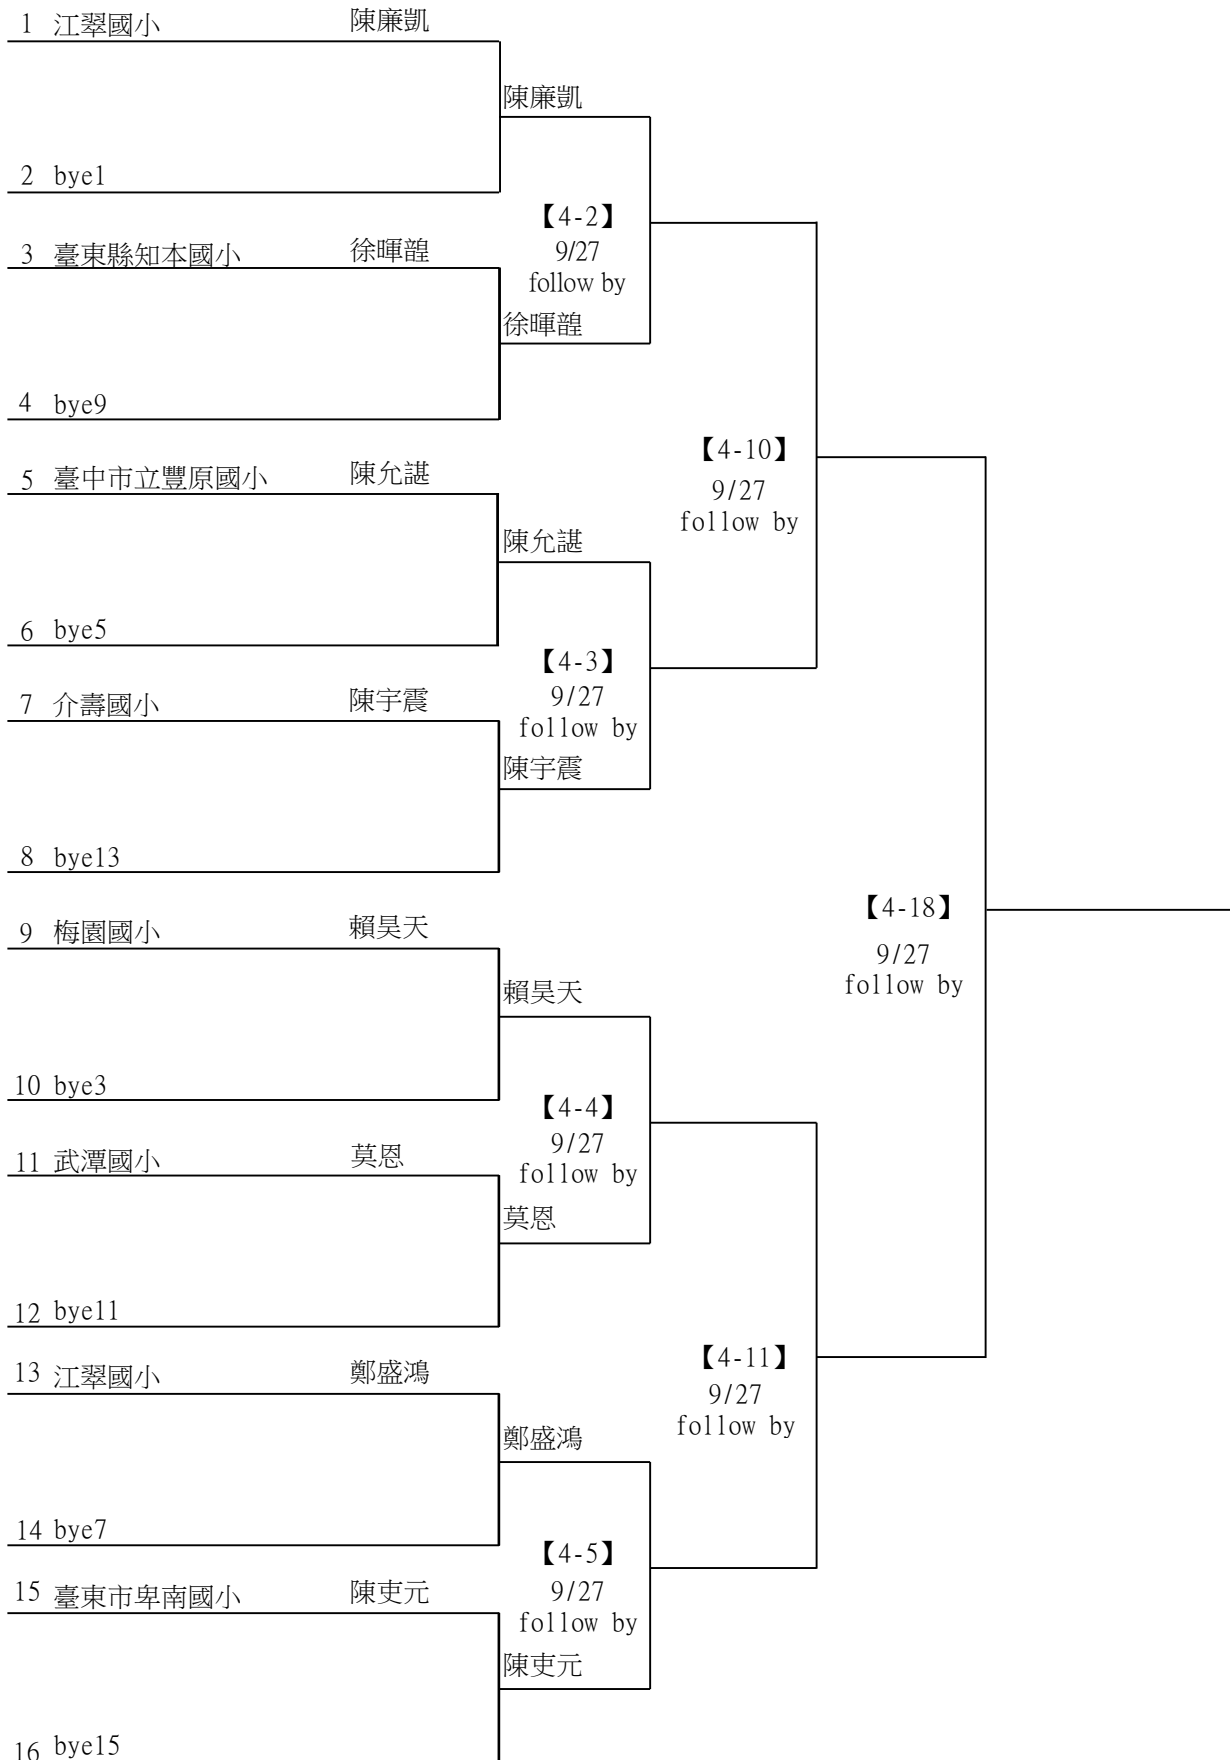 1 江翠國小 陳廉凱
陳廉凱
2 bye1
【4-2】
9/27
follow by
3 臺東縣知本國小 徐暉韹
徐暉韹
4 bye9
【4-10】
9/27
follow by
5 臺中市立豐原國小 陳允諶
陳允諶
6 bye5
【4-3】
9/27
follow by
7 介壽國小 陳宇震
陳宇震
8 bye13
【4-18】
9/27
follow by
9 梅園國小 賴昊天
賴昊天
10 bye3
【4-4】
9/27
follow by
11 武潭國小 莫恩
莫恩
12 bye11
【4-11】
9/27
follow by
13 江翠國小 鄭盛鴻
鄭盛鴻
14 bye7
【4-5】
9/27
follow by
15 臺東市卑南國小 陳吏元
陳吏元
16 bye15